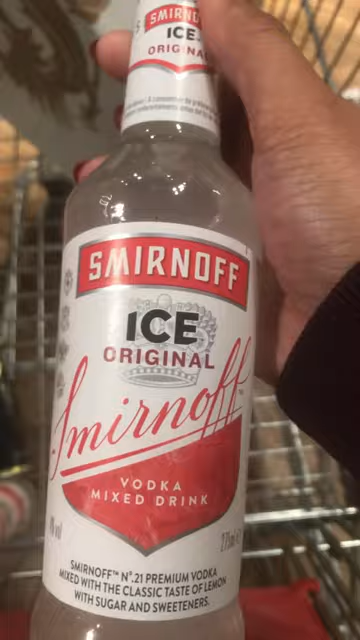 SMIRNO
ICE
ORIGINAL
SMIRNOFF
ICE
ORIGINAL
Smirnoff
VODKA
MIXED DRINK
SMIRNOFF™ Nº.21 PREMIUM VODKA
MIXED WITH THE CLASSIC TASTE OF LEMON
WITH SUGAR AND SWEETENERS.